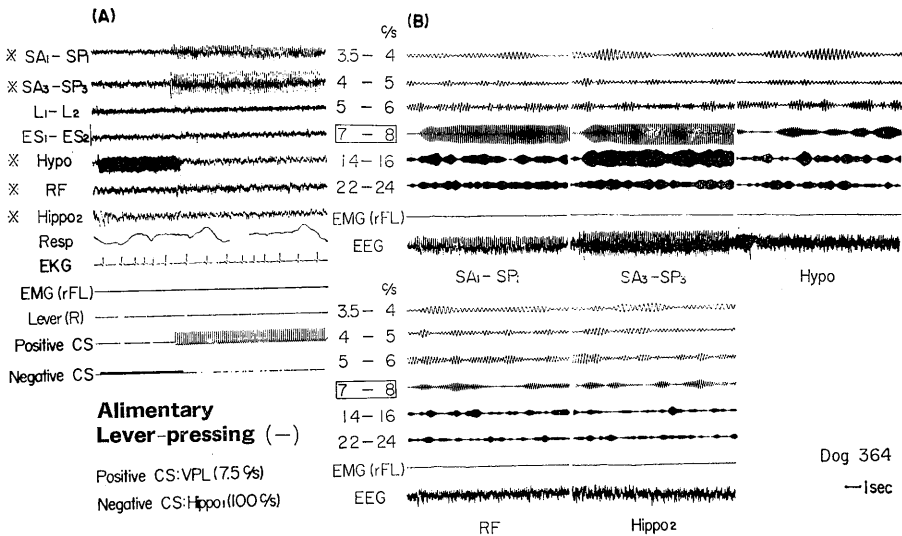 (A)
※ SA1-SP1
※ SA3-SP3
L1-L2
ES1-ES2
※ Hypo
※ RF
※ Hippo2
Resp
EKG
EMG (rFL)
Lever (R)
Positive CS
Negative CS
Alimentary
Lever-pressing (-)
Positive CS: VPL (7.5 c/s)
Negative CS: Hippo1 (100 c/s)
(B)
c/s
3.5-4
4-5
5-6
7-8
14-16
22-24
EMG (rFL)
EEG
SA1-SP1 SA3-SP3 Hypo
c/s
3.5-4
4-5
5-6
7-8
14-16
22-24
EMG (rFL)
EEG
RF Hippo2
Dog 364
1sec